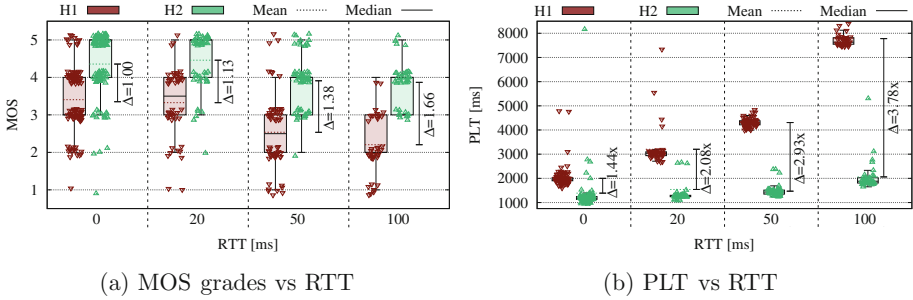 H1 H2 Mean Median
MOS
5
4
3
2
1
Δ=1.00
Δ=1.13
Δ=1.38
Δ=1.66
0 20 50 100
RTT [ms]
(a) MOS grades vs RTT
H1 H2 Mean Median
PLT [ms]
8000
7000
6000
5000
4000
3000
2000
1000
Δ=1.44x
Δ=2.08x
Δ=2.93x
Δ=3.78x
0 20 50 100
RTT [ms]
(b) PLT vs RTT